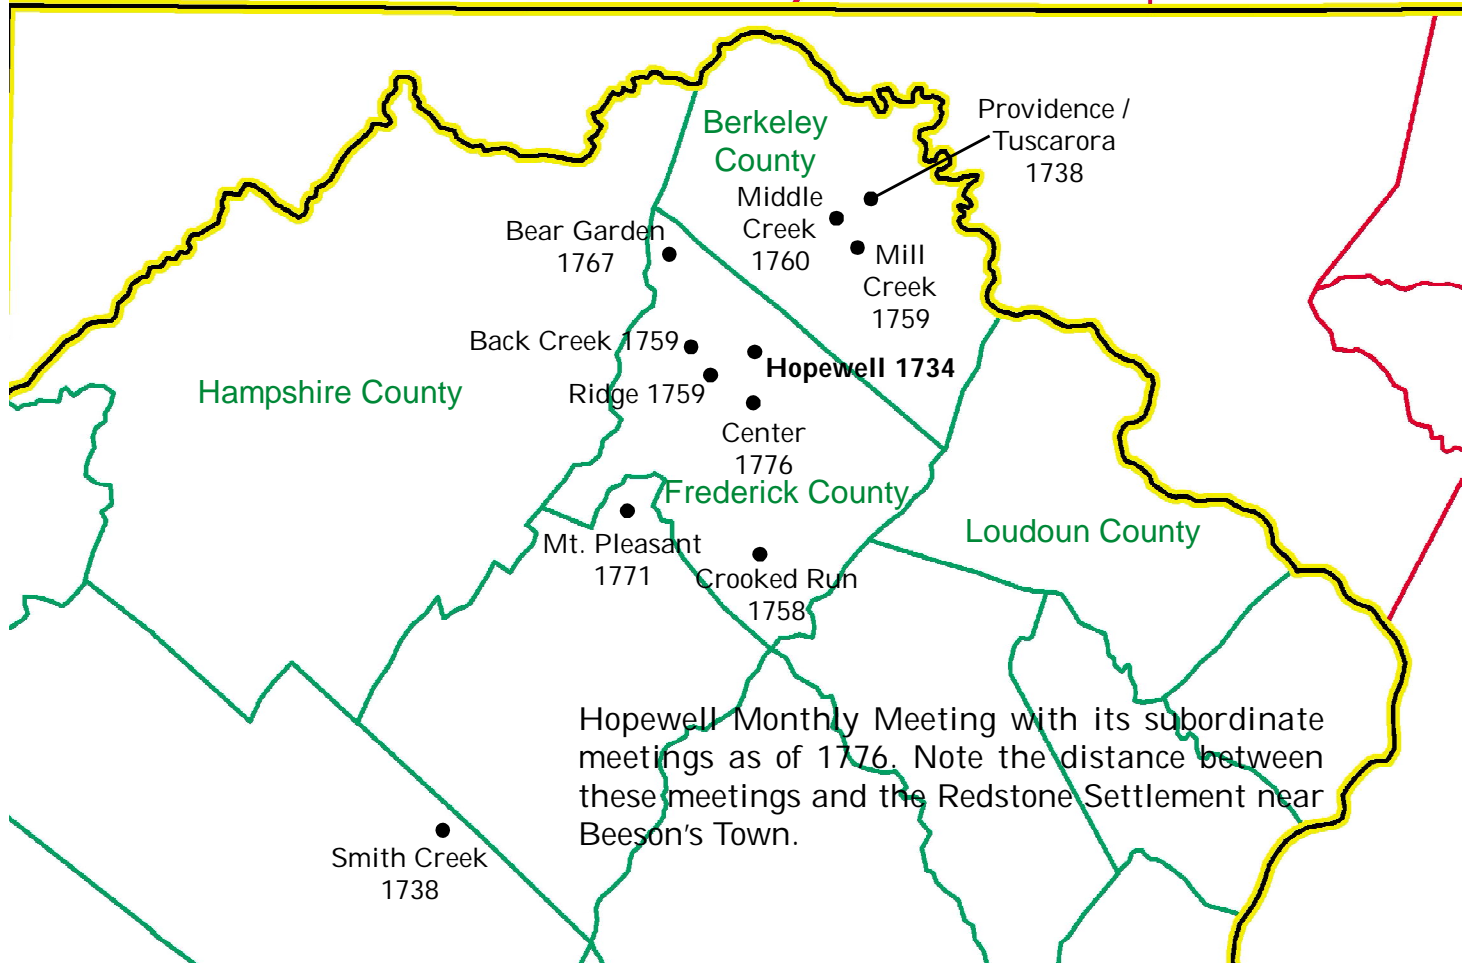 Berkeley
County
Providence /
Tuscarora
1738
Middle
Creek
1760
Bear Garden
1767
Mill
Creek
1759
Back Creek 1759
Hopewell 1734
Hampshire County
Ridge 1759
Center
1776
Frederick County
Loudoun County
Mt. Pleasant
1771
Crooked Run
1758
Hopewell Monthly Meeting with its subordinate
meetings as of 1776. Note the distance between
these meetings and the Redstone Settlement near
Beeson's Town.
Smith Creek
1738